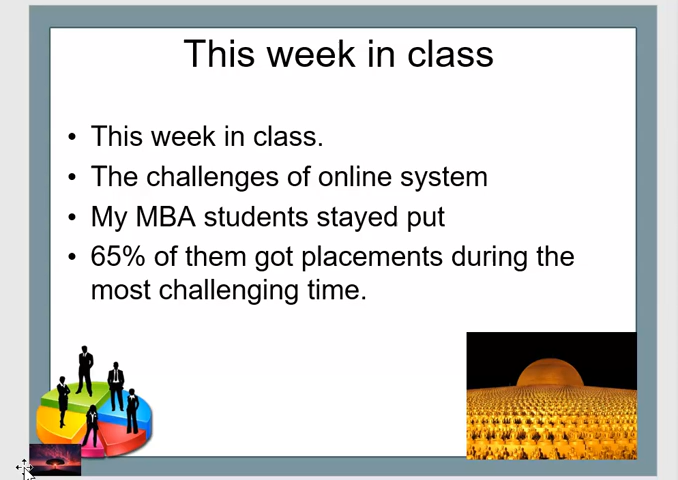 This week in class
• This week in class.
• The challenges of online system
• My MBA students stayed put
• 65% of them got placements during the
most challenging time.